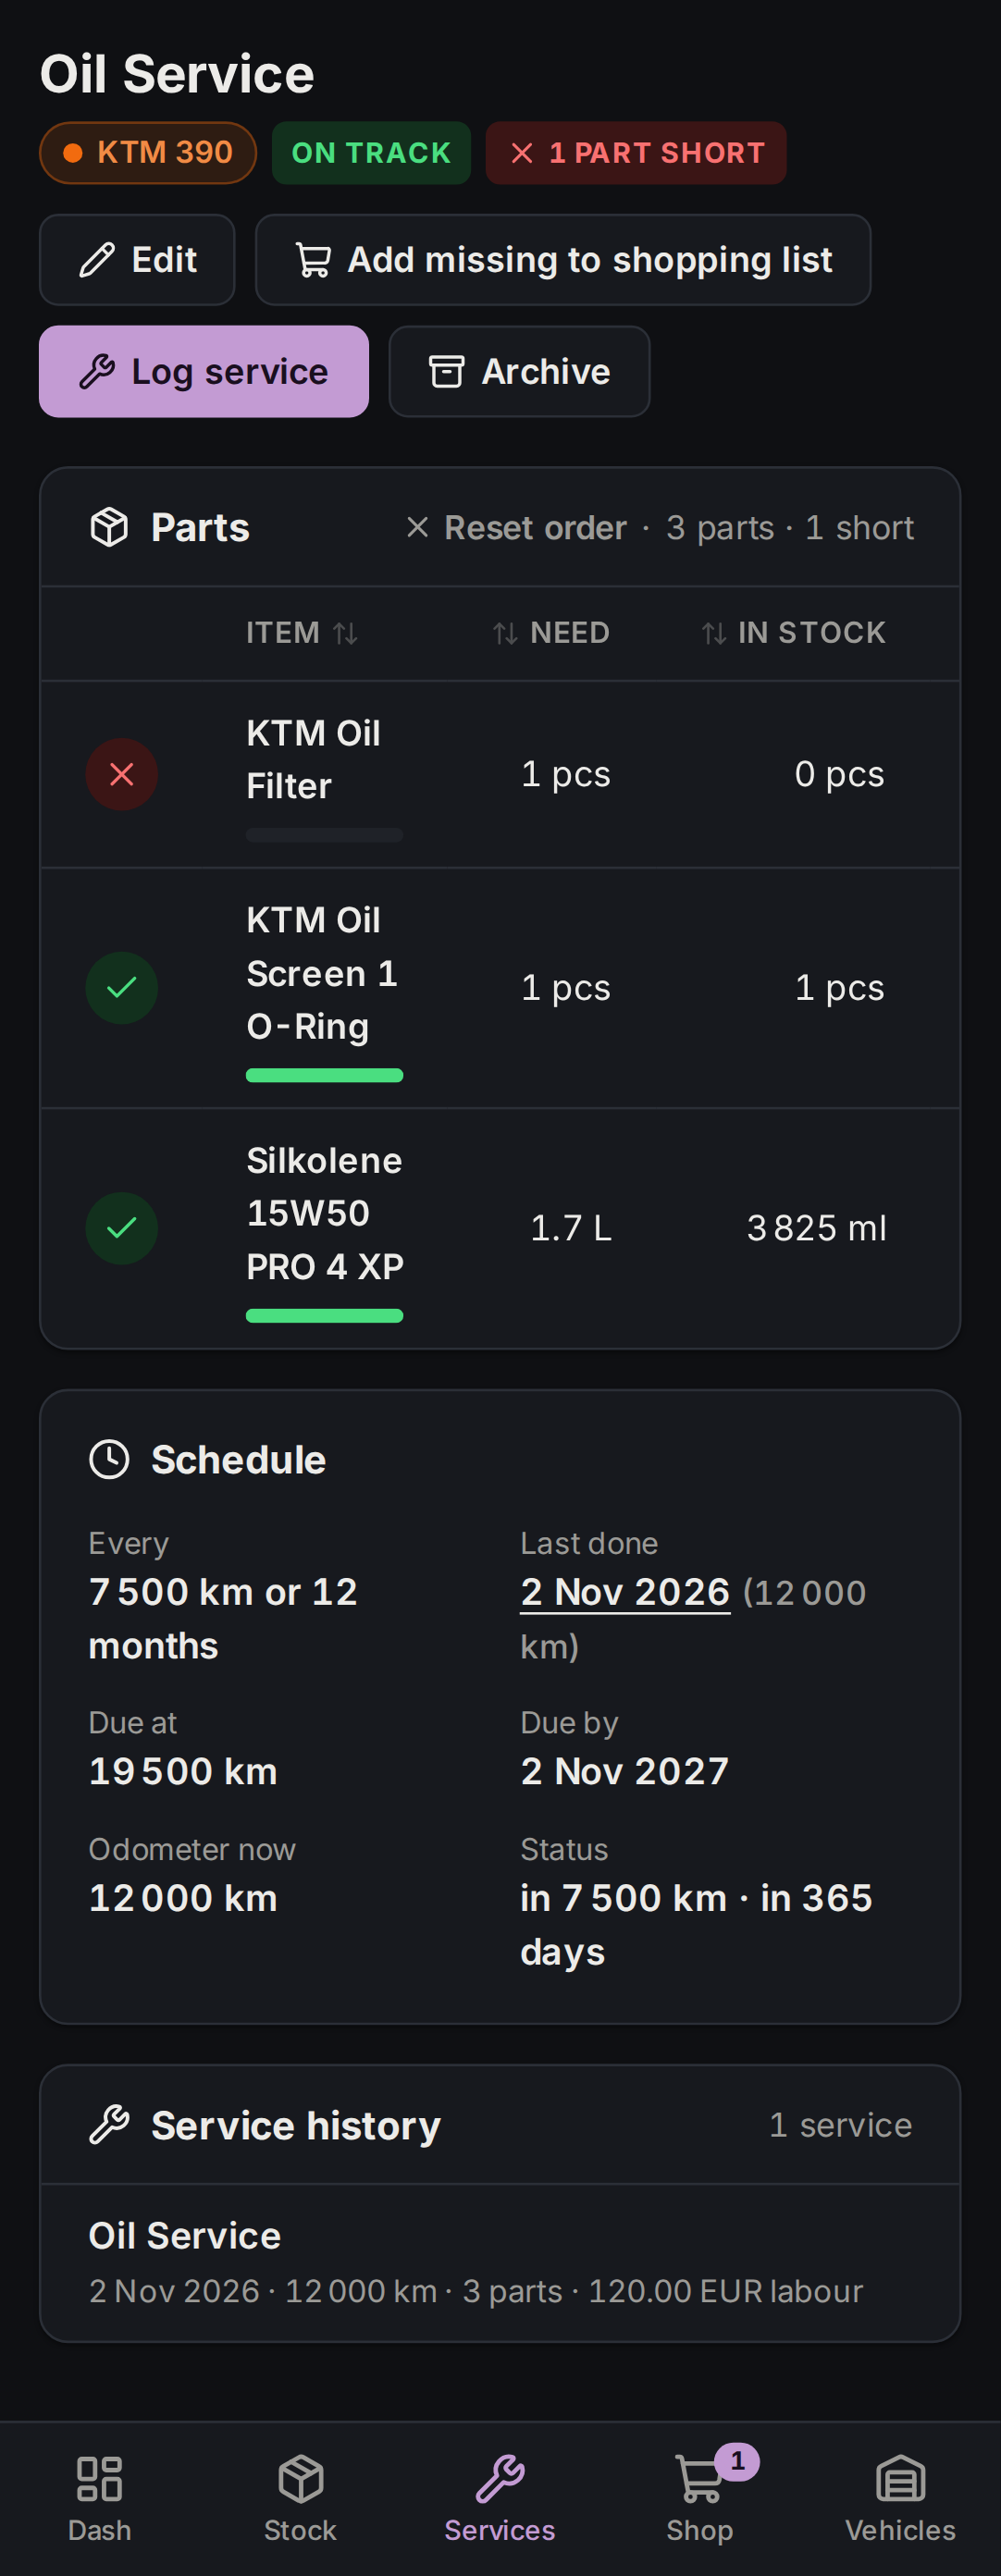 Oil Service
KTM 390 ON TRACK 1 PART SHORT
Edit Add missing to shopping list
Log service Archive
Parts Reset order · 3 parts · 1 short
ITEM NEED IN STOCK
KTM Oil
Filter
1 pcs 0 pcs
KTM Oil
Screen 1
O-Ring
1 pcs 1 pcs
Silkolene
15W50
PRO 4 XP
1.7 L 3 825 ml
Schedule
Every
7 500 km or 12
months
Last done
2 Nov 2026 (12 000
km)
Due at
19 500 km
Due by
2 Nov 2027
Odometer now
12 000 km
Status
in 7 500 km · in 365
days
Service history 1 service
Oil Service
2 Nov 2026 · 12 000 km · 3 parts · 120.00 EUR labour
1
Dash Stock Services Shop Vehicles